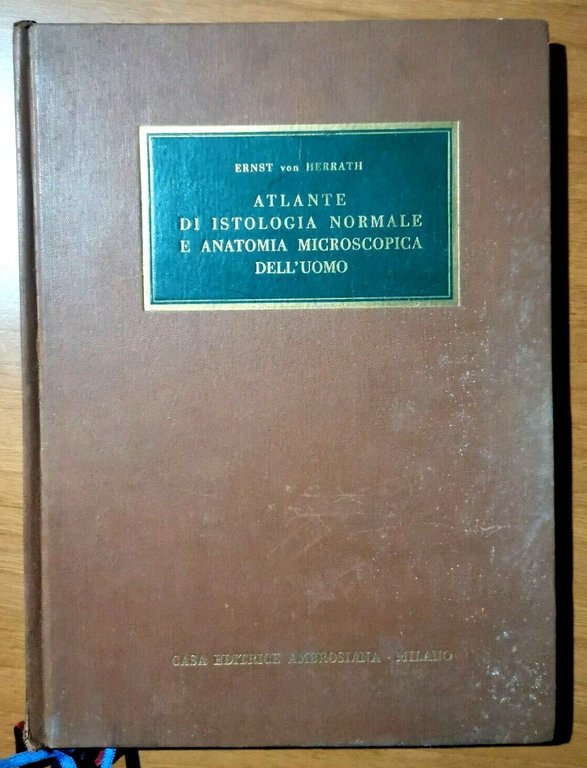 ERNST von HERRATH
ATLANTE
DI ISTOLOGIA NORMALE
E ANATOMIA MICROSCOPICA
DELL'UOMO
CASA EDITRICE AMBROSIANA - MILANO